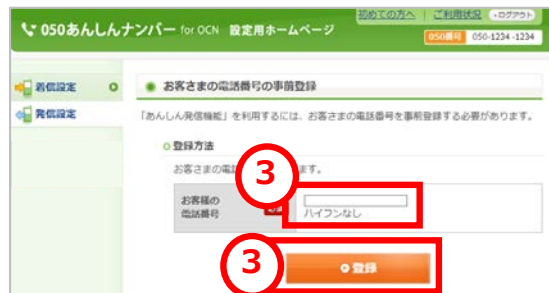 初めての方へ ご利用状況 ログアウト
050あんしんナンバー for OCN 設定用ホームページ
050番号 050-1234-1234
着信設定
発信設定
お客さまの電話番号の事前登録
「あんしん発信機能」を利用するには、お客さまの電話番号を事前登録する必要があります。
登録方法
お客さまの電 ます。
3
お客様の
電話番号
ハイフンなし
3
登録